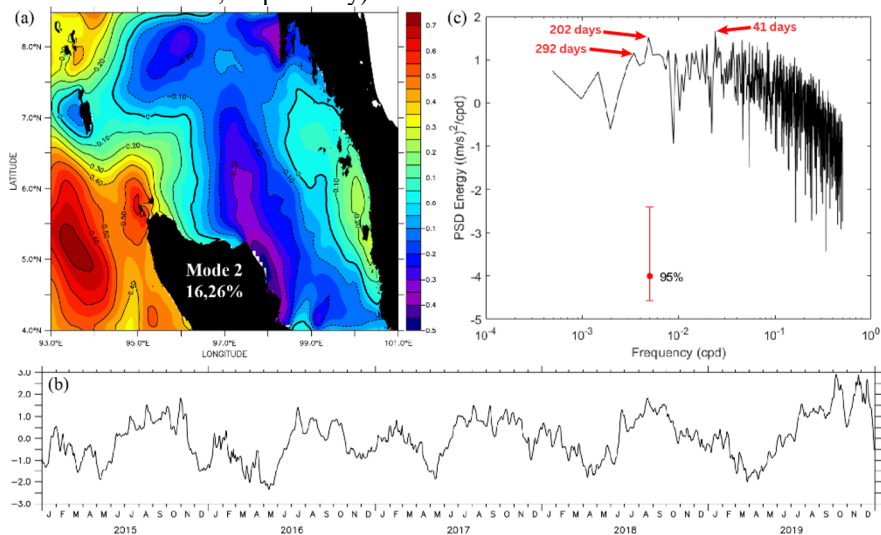 (a)
8.0°N
7.0°N
6.0°N
5.0°N
4.0°N
LATITUDE
93.0°E 95.0°E 97.0°E 99.0°E 101.0°E
LONGITUDE
Mode 2
16,26%
0.7
0.6
0.5
0.4
0.3
0.2
0.1
0.0
0.1
0.2
0.3
0.4
0.5
(c)
202 days
292 days
41 days
95%
2
1
0
-1
-2
-3
-4
-5
PSD Energy ((m/s)²/cpd)
10⁻⁴ 10⁻³ 10⁻² 10⁻¹ 10⁰
Frequency (cpd)
(b)
3.0
2.0
1.0
0.0
-1.0
-2.0
-3.0
J F M A M J J A S O N D J F M A M J J A S O N D J F M A M J J A S O N D J F M A M J J A S O N D J F M A M J J A S O N D
2015 2016 2017 2018 2019